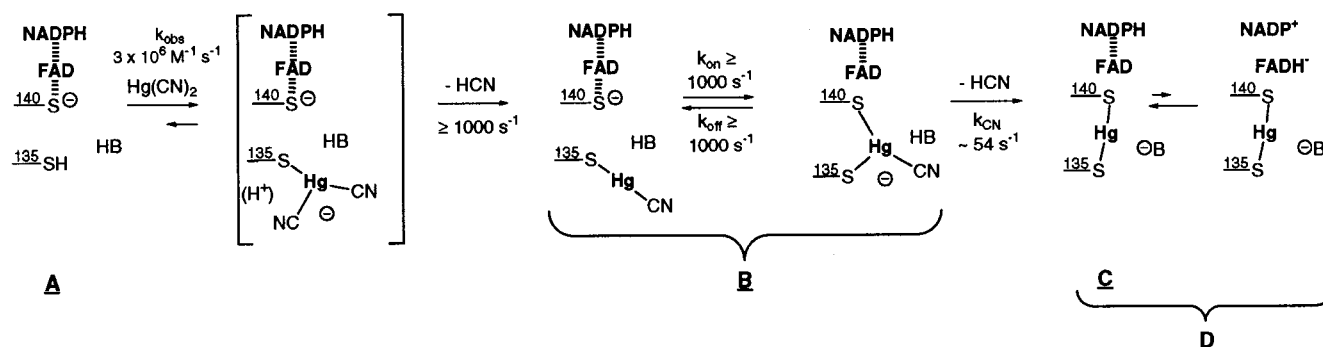 NADPH
FAD
140 S ⊖
135 SH
HB
k_obs
3 x 10⁶ M⁻¹ s⁻¹
Hg(CN)₂
NADPH
FAD
140 S ⊖
HB
135 S
(H⁺)
Hg
CN
NC
⊖
- HCN
≥ 1000 s⁻¹
NADPH
FAD
140 S ⊖
HB
135 S
Hg
CN
k_on ≥
1000 s⁻¹
k_off ≥
1000 s⁻¹
NADPH
FAD
140 S
HB
Hg
135 S
CN
⊖
- HCN
k_CN
~ 54 s⁻¹
NADPH
FAD
140 S
Hg
⊖B
135 S
NADP⁺
FADH⁻
140 S
Hg
⊖B
135 S
A
B
C
D